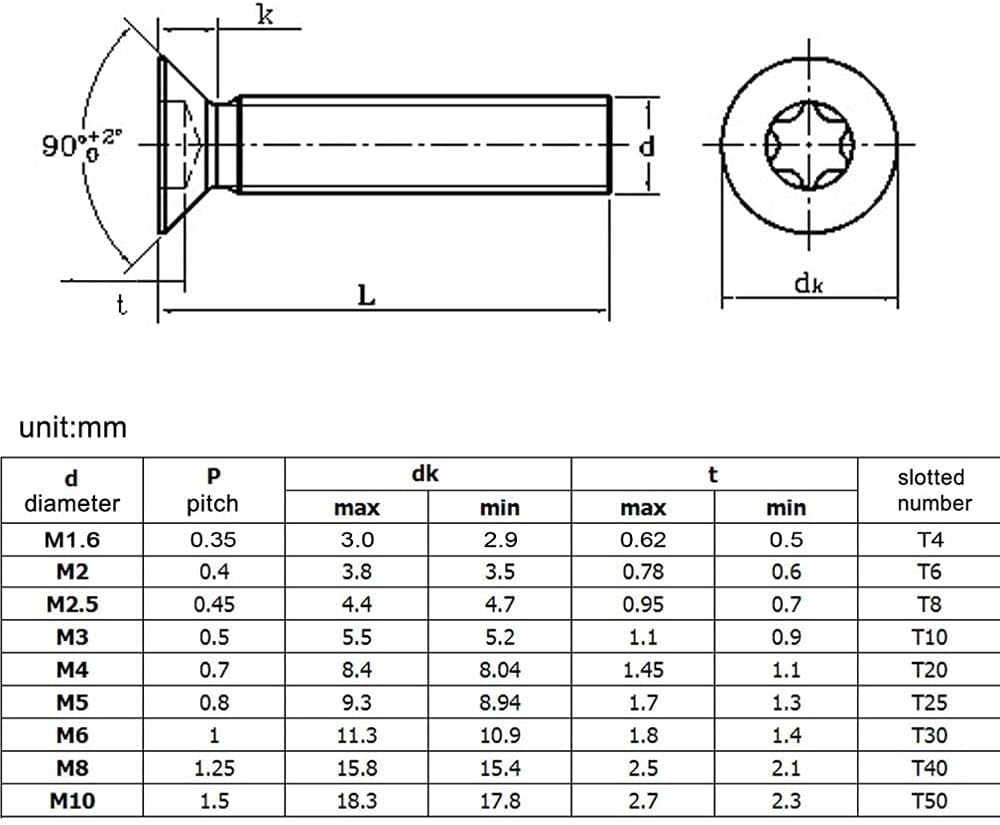 k
90°+2°
0
d
t
L
dk
unit:mm
d diameter P pitch dk t slotted number
max min max min
M1.6 0.35 3.0 2.9 0.62 0.5 T4
M2 0.4 3.8 3.5 0.78 0.6 T6
M2.5 0.45 4.4 4.7 0.95 0.7 T8
M3 0.5 5.5 5.2 1.1 0.9 T10
M4 0.7 8.4 8.04 1.45 1.1 T20
M5 0.8 9.3 8.94 1.7 1.3 T25
M6 1 11.3 10.9 1.8 1.4 T30
M8 1.25 15.8 15.4 2.5 2.1 T40
M10 1.5 18.3 17.8 2.7 2.3 T50